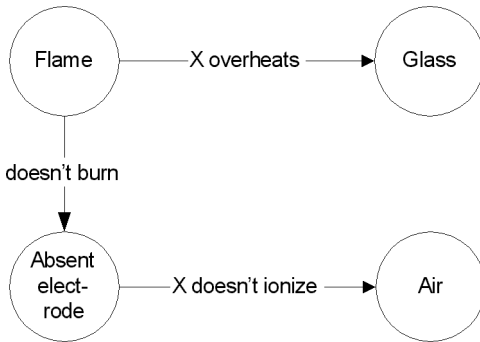 Flame X overheats Glass
doesn't burn
Absent
elect-
rode X doesn't ionize Air